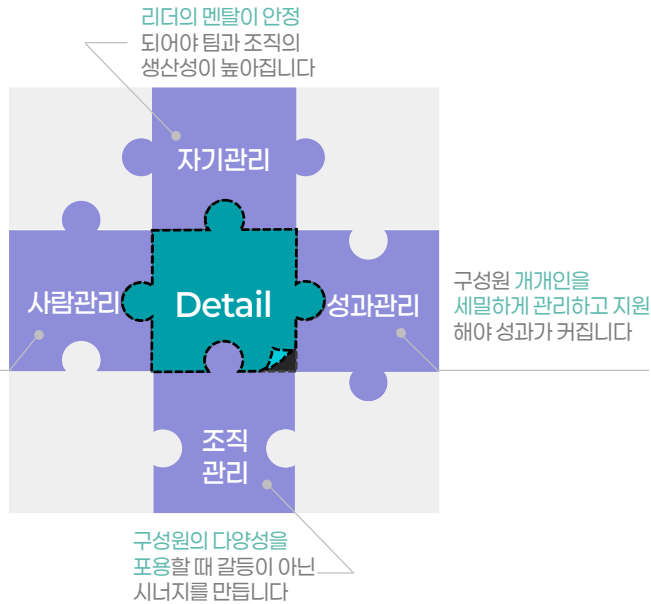 리더의 멘탈이 안정
되어야 팀과 조직의
생산성이 높아집니다
자기관리
사람관리
Detail
성과관리
구성원 개개인을
세밀하게 관리하고 지원
해야 성과가 커집니다
조직
관리
구성원의 다양성을
포용할 때 갈등이 아닌
시너지를 만듭니다